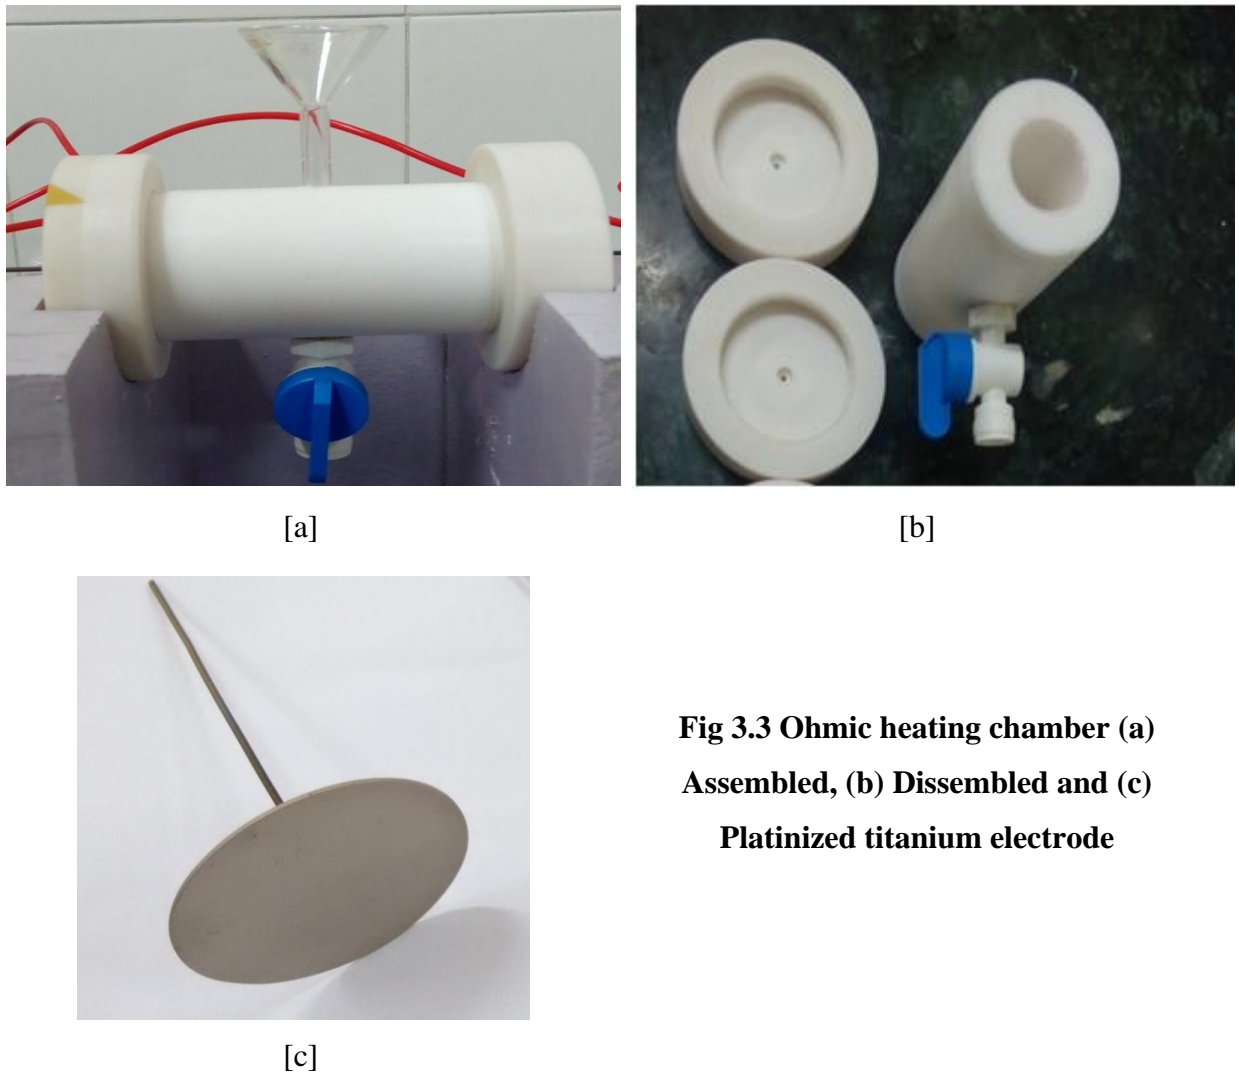 [a]
[b]
[c]
Fig 3.3 Ohmic heating chamber (a)
Assembled, (b) Dissembled and (c)
Platinized titanium electrode